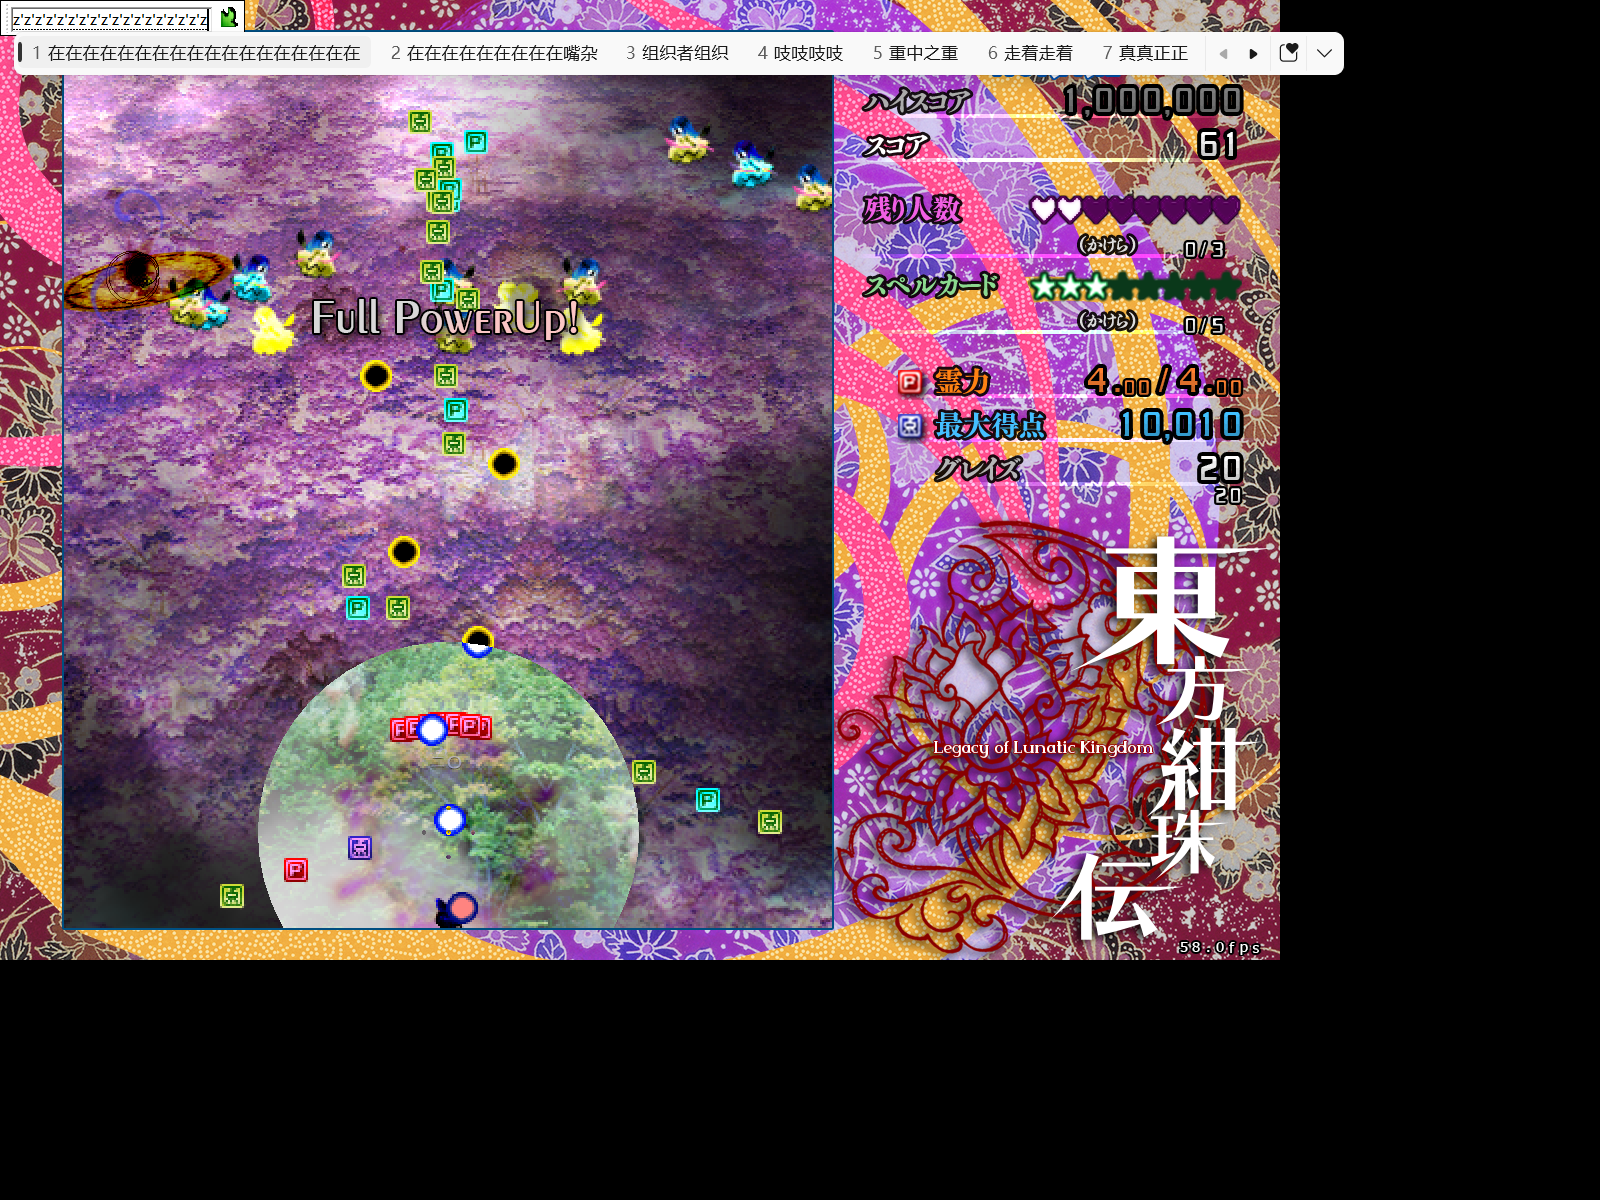 z'z'z'z'z'z'z'z'z'z'z'z'z'z'z'z'z'z
1 在在在在在在在在在在在在在在在在在在 2 在在在在在在在在在嘴杂 3 组织者组织 4 吱吱吱吱 5 重中之重 6 走着走着 7 真真正正
ハイスコア 1,000,000
スコア 61
残り人数
(かけら) 0/3
スペルカード
(かけら) 0/5
P 霊力 4.00/4.00
点 最大得点 10,010
グレイズ 20
20
Full PowerUp!
東方紺珠伝
Legacy of Lunatic Kingdom
58.0fps